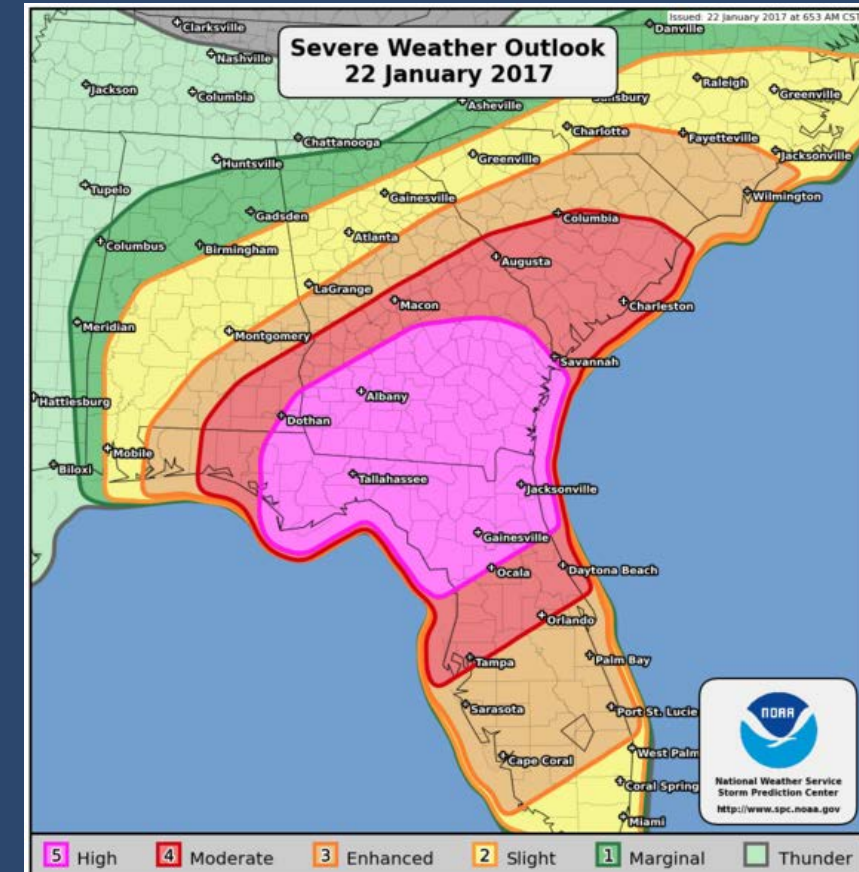 Issued: 22 January 2017 at 653 AM CST
Severe Weather Outlook
22 January 2017
Clarksville
Danville
Nashville
Jackson
Columbia
Raleigh
Greenville
Asheville
Salisbury
Chattanooga
Charlotte
Fayetteville
Huntsville
Greenville
Jacksonville
Tupelo
Gainesville
Wilmington
Gadsden
Columbia
Columbus
Birmingham
Atlanta
Augusta
LaGrange
Macon
Charleston
Meridian
Montgomery
Savannah
Hattiesburg
Albany
Dothan
Mobile
Biloxi
Tallahassee
Jacksonville
Gainesville
Ocala
Daytona Beach
Orlando
Tampa
Palm Bay
Sarasota
Port St. Lucie
West Palm
Cape Coral
Coral Spring
Miami
NOAA
National Weather Service
Storm Prediction Center
http://www.spc.noaa.gov
5 High 4 Moderate 3 Enhanced 2 Slight 1 Marginal Thunder